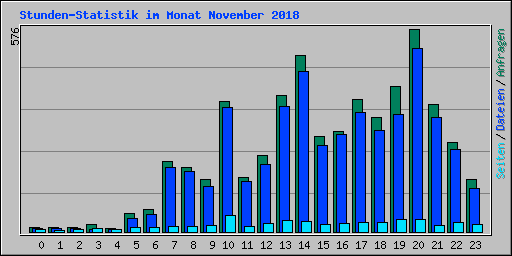 Stunden-Statistik im Monat November 2018
576
Seiten / Dateien / Anfragen
0 1 2 3 4 5 6 7 8 9 10 11 12 13 14 15 16 17 18 19 20 21 22 23